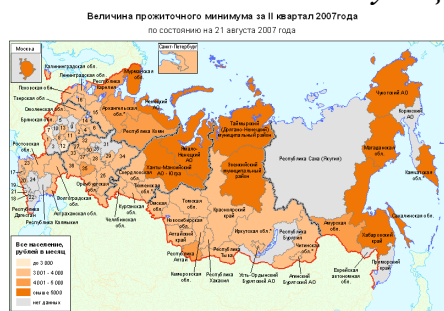 Величина прожиточного минимума за II квартал 2007года
по состоянию на 21 августа 2007 года
Москва
Санкт-Петербург
Калининградская обл.
Ленинградская обл.
Мурманская обл.
Республика Карелия
Псковская обл.
Тверская обл.
Смоленская обл.
Брянская обл.
Архангельская обл.*
Ненецкий АО
Республика Коми
Ростовская обл.
Ямало-Ненецкий АО
Таймырский (Долгано-Ненецкий) муниципальный район
Чукотский АО
Корякский АО
Ханты-Мансийский АО - Югра
Эвенкийский муниципальный район
Республика Саха (Якутия)
Магаданская обл.
Камчатская обл.
Свердловская обл.
Оренбургская обл.
Тюменская обл.*
Томская обл.
Красноярский край
Республика Дагестан
Республика Калмыкия
Астраханская обл.
Волгоградская обл.
Челябинская обл.
Курганская обл.
Омская обл.
Новосибирская обл.
Алтайский край
Республика Алтай
Кемеровская обл.
Республика Хакасия
Республика Тыва
Иркутская обл.*
Усть-Ордынский Бурятский АО
Республика Бурятия
Агинский Бурятский АО
Читинская обл.
Амурская обл.
Еврейская автономная обл.
Хабаровский край
Приморский край
Сахалинская обл.
Все население, рублей в месяц
до 3 000
3 001 - 4 000
4 001 - 5 000
свыше 5000
нет данных